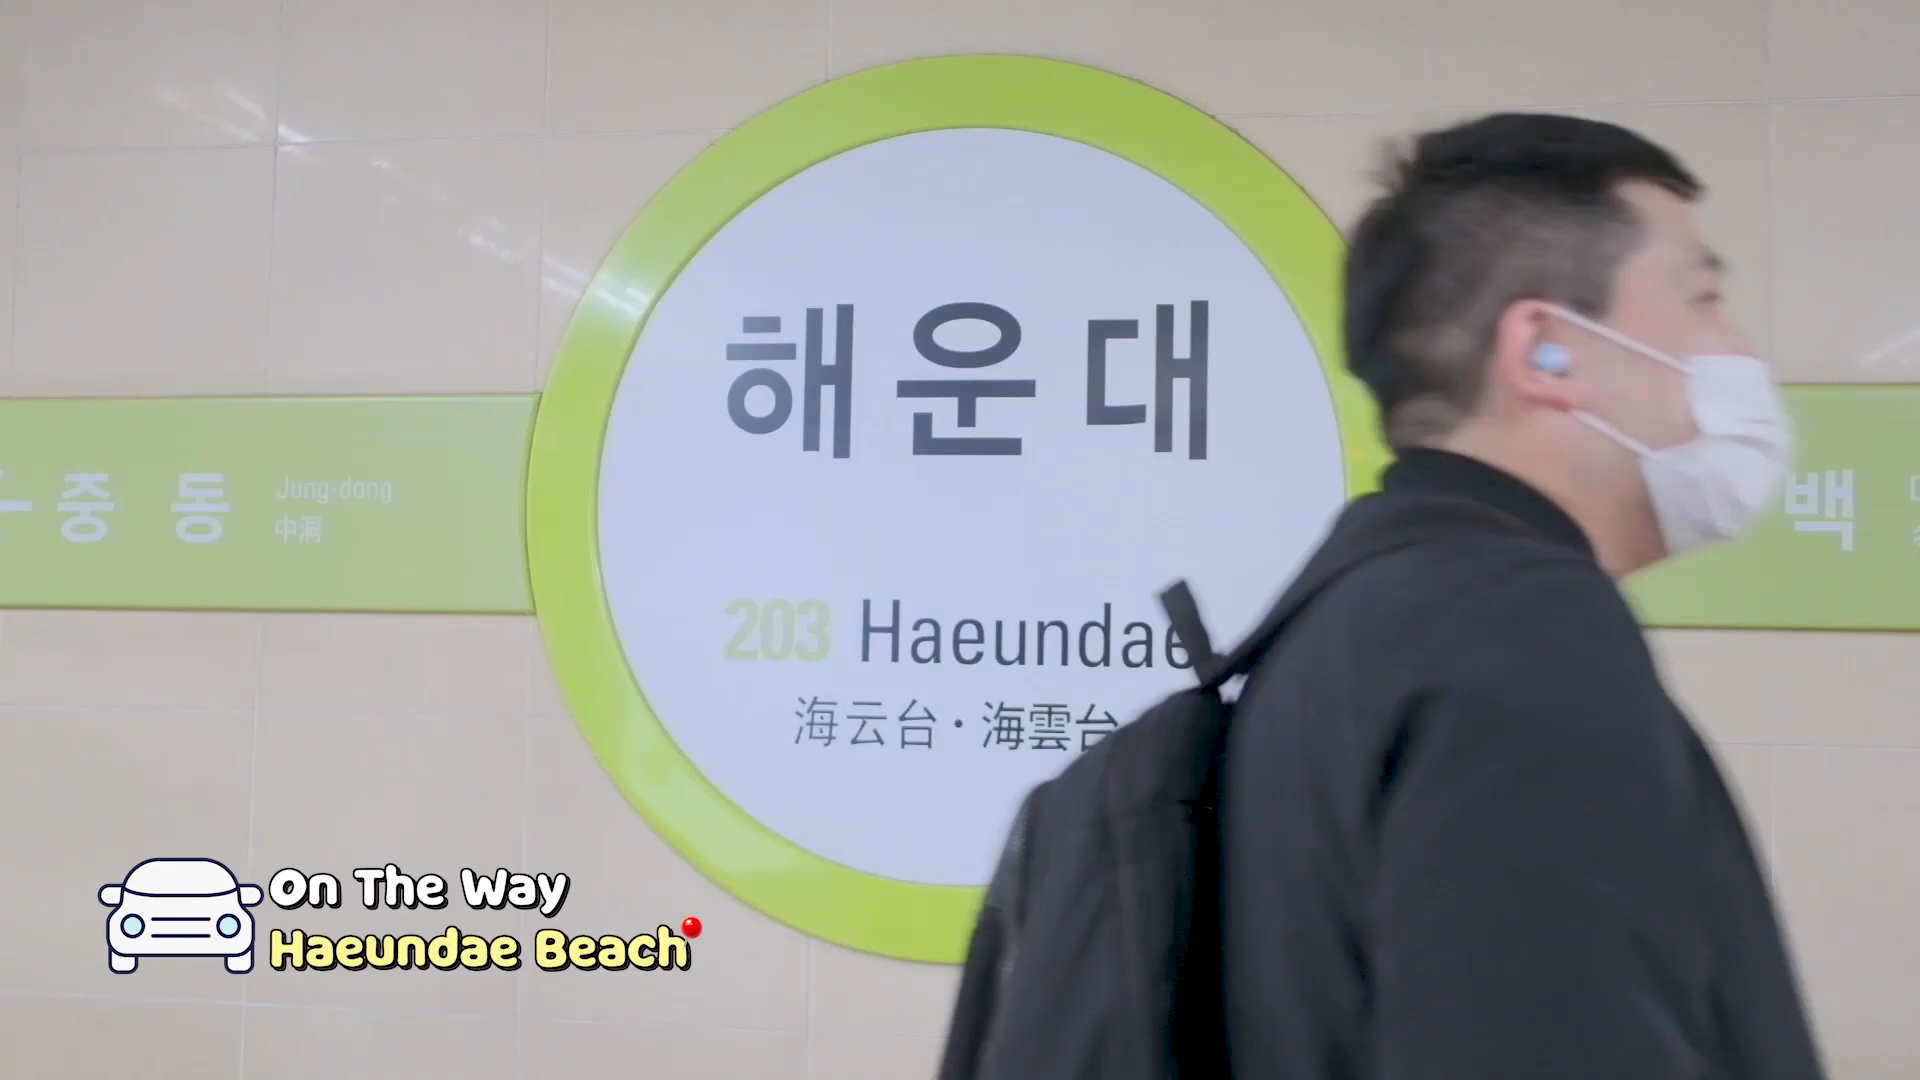 해운대
203 Haeundae
海云台·海雲台
중동
Jung-dong
中洞
백
On The Way
Haeundae Beach